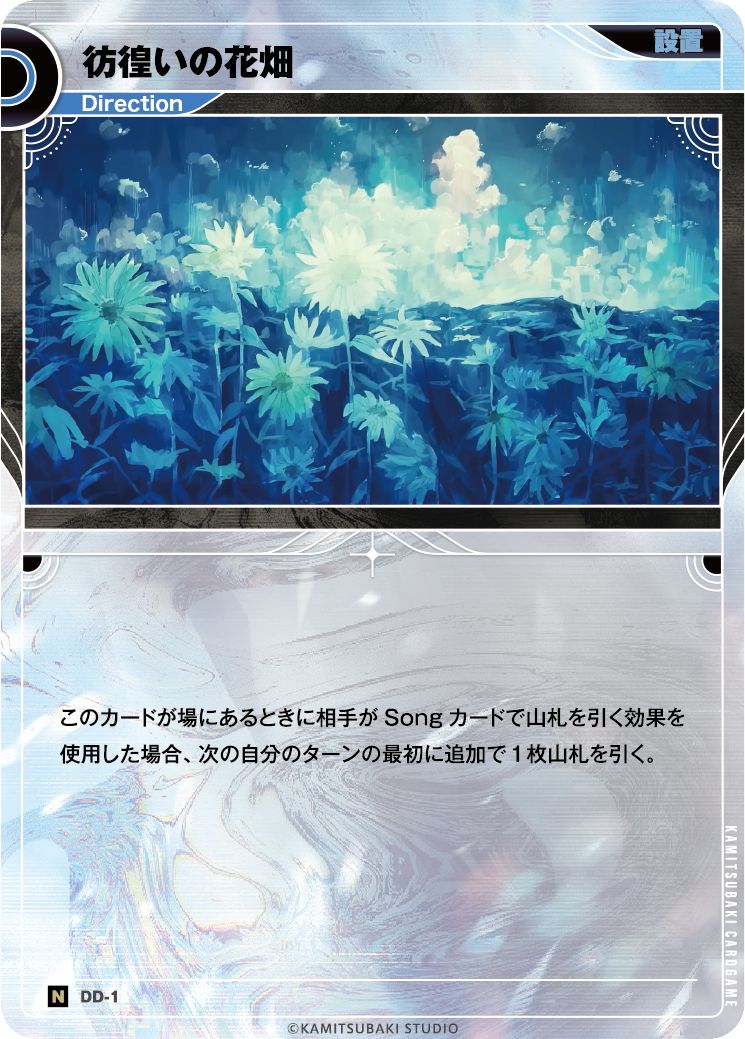 彷徨いの花畑
設置
Direction
このカードが場にあるときに相手が Song カードで山札を引く効果を
使用した場合、次の自分のターンの最初に追加で1枚山札を引く。
KAMITSUBAKI CARDGAME
N DD-1
©KAMITSUBAKI STUDIO